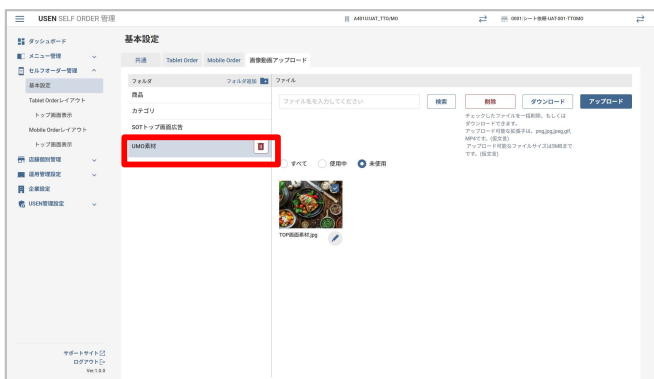 USEN SELF ORDER 管理
A401UIUAT_TTO/MO
0001:シート依頼-UAT-001-TTOMO
ダッシュボード
メニュー管理
セルフオーダー管理
基本設定
Tablet Orderレイアウト
トップ画面表示
Mobile Orderレイアウト
トップ画面表示
店舗個別管理
運用管理設定
企業設定
USEN管理設定
サポートサイト
ログアウト
Ver.1.0.0
基本設定
共通 Tablet Order Mobile Order 画像動画アップロード
フォルダ フォルダ追加
商品
カテゴリ
SOTトップ画面広告
UMO素材
ファイル
ファイル名を入力してください 検索 削除 ダウンロード アップロード
チェックしたファイルを一括削除、もしくは
ダウンロードできます。
アップロード可能な拡張子は、png,jpg,jpeg,gif,
MP4です。(仮文言)
アップロード可能なファイルサイズは5MBまで
です。(仮文言)
すべて 使用中 未使用
TOP画面素材.jpg